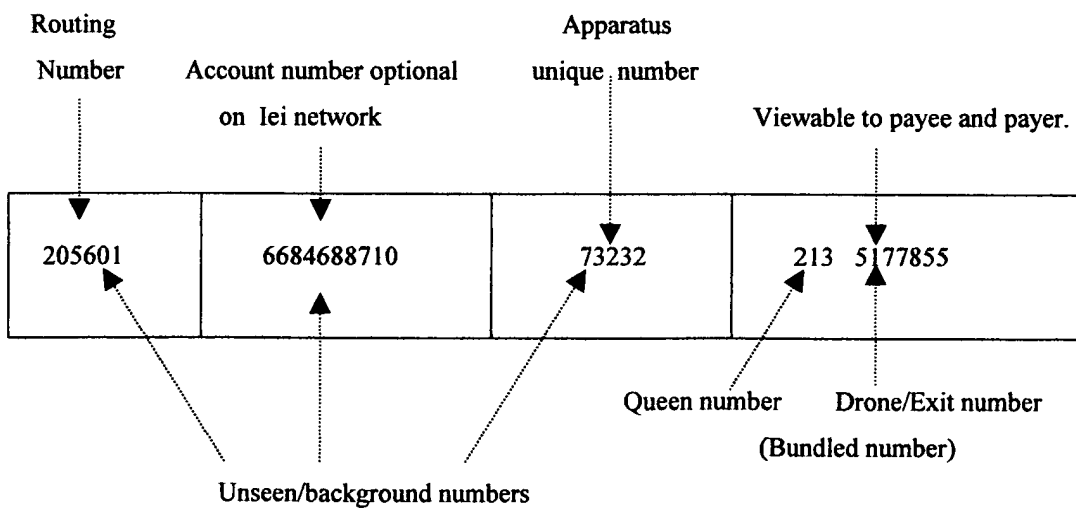 Routing
Number
Account number optional
on Iei network
Apparatus
unique number
Viewable to payee and payer.
205601
6684688710
73232
213 5177855
Queen number
Drone/Exit number
(Bundled number)
Unseen/background numbers